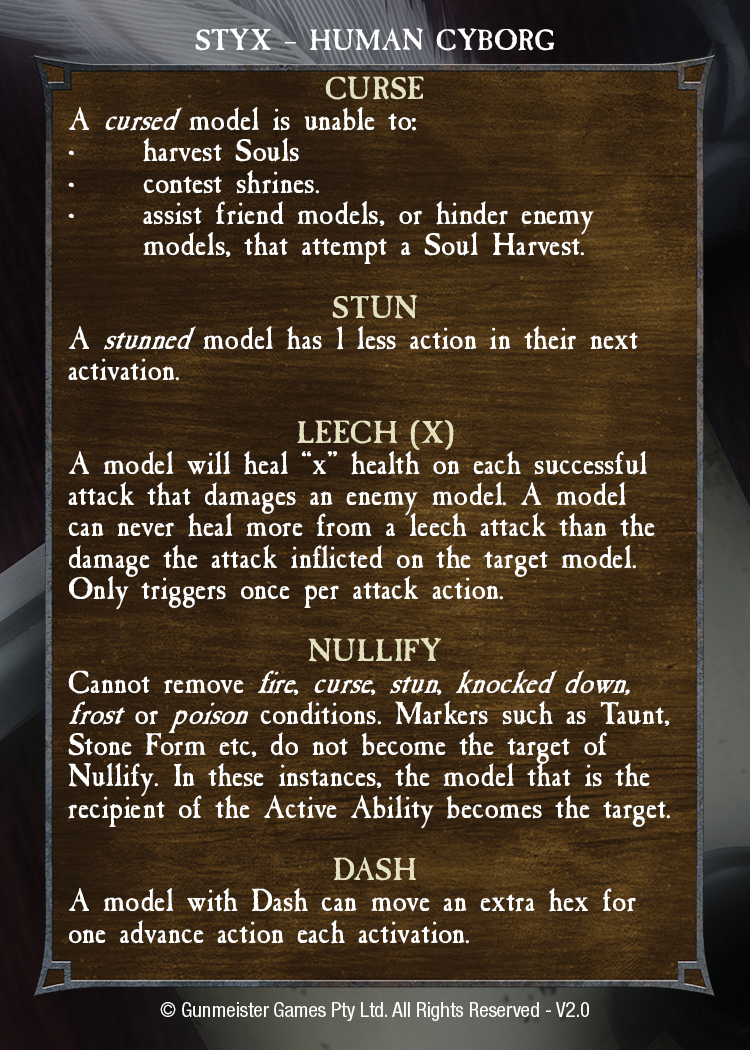 STYX – HUMAN CYBORG
CURSE
A cursed model is unable to:
· harvest Souls
· contest shrines.
· assist friend models, or hinder enemy
models, that attempt a Soul Harvest.
STUN
A stunned model has 1 less action in their next
activation.
LEECH (X)
A model will heal “x” health on each successful
attack that damages an enemy model. A model
can never heal more from a leech attack than the
damage the attack inflicted on the target model.
Only triggers once per attack action.
NULLIFY
Cannot remove fire, curse, stun, knocked down,
frost or poison conditions. Markers such as Taunt,
Stone Form etc, do not become the target of
Nullify. In these instances, the model that is the
recipient of the Active Ability becomes the target.
DASH
A model with Dash can move an extra hex for
one advance action each activation.
© Gunmeister Games Pty Ltd. All Rights Reserved - V2.0